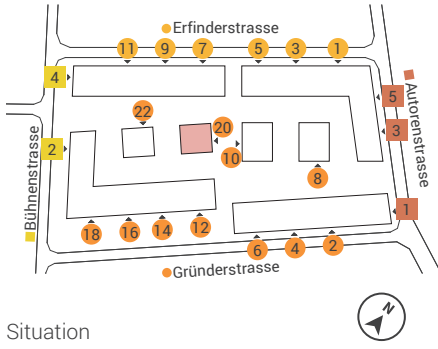 Erfinderstrasse
11 9 7 5 3 1
4
5
Autorenstrasse
22
20
3
10
2
8
Bühnenstrasse
1
18 16 14 12
6 4 2
Gründerstrasse
Situation
N